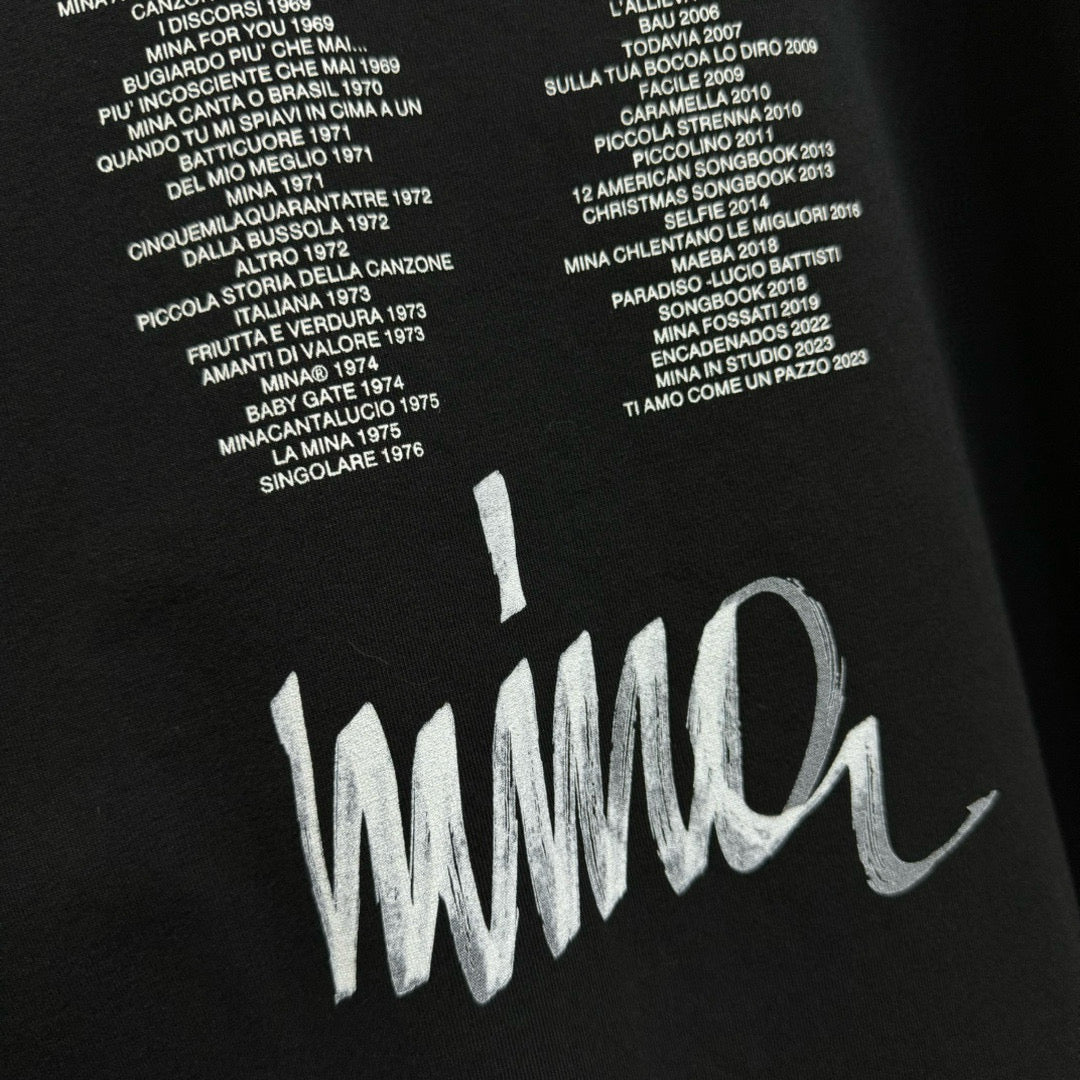 MINA
CANZON
I DISCORSI 1969
MINA FOR YOU 1969
BUGIARDO PIU' CHE MAI...
PIU' INCOSCIENTE CHE MAI 1969
MINA CANTA O BRASIL 1970
QUANDO TU MI SPIAVI IN CIMA A UN
BATTICUORE 1971
DEL MIO MEGLIO 1971
MINA 1971
CINQUEMILAQUARANTATRE 1972
DALLA BUSSOLA 1972
ALTRO 1972
PICCOLA STORIA DELLA CANZONE
ITALIANA 1973
FRIUTTA E VERDURA 1973
AMANTI DI VALORE 1973
MINA® 1974
BABY GATE 1974
MINACANTALUCIO 1975
LA MINA 1975
SINGOLARE 1976
L'ALLIEVA
BAU 2006
TODAVIA 2007
SULLA TUA BOCOA LO DIRO 2009
FACILE 2009
CARAMELLA 2010
PICCOLA STRENNA 2010
PICCOLINO 2011
12 AMERICAN SONGBOOK 2013
CHRISTMAS SONGBOOK 2013
SELFIE 2014
MINA CHLENTANO LE MIGLIORI 2016
MAEBA 2018
PARADISO -LUCIO BATTISTI
SONGBOOK 2018
MINA FOSSATI 2019
ENCADENADOS 2022
MINA IN STUDIO 2023
TI AMO COME UN PAZZO 2023
mina